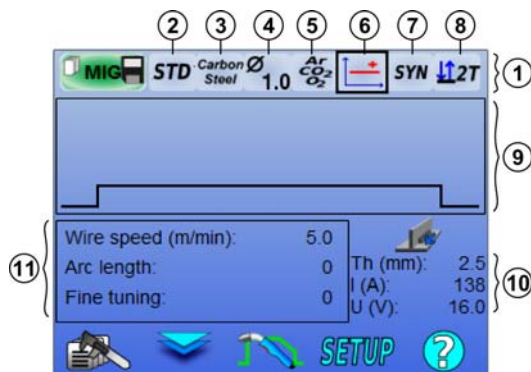 2 3 4 5 6 7 8
MIG STD Carbon Steel Ø 1.0 Ar CO2 O2 + SYN 2T
1
9
Wire speed (m/min): 5.0
Arc length: 0
Fine tuning: 0
11
Th (mm): 2.5
I (A): 138
U (V): 16.0
10
SETUP ?